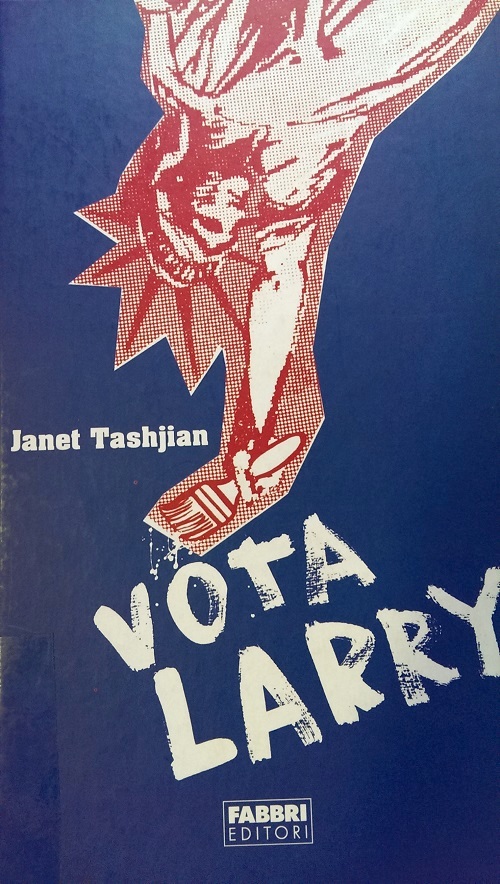 Janet Tashjian
VOTA
LARRY
FABBRI
EDITORI